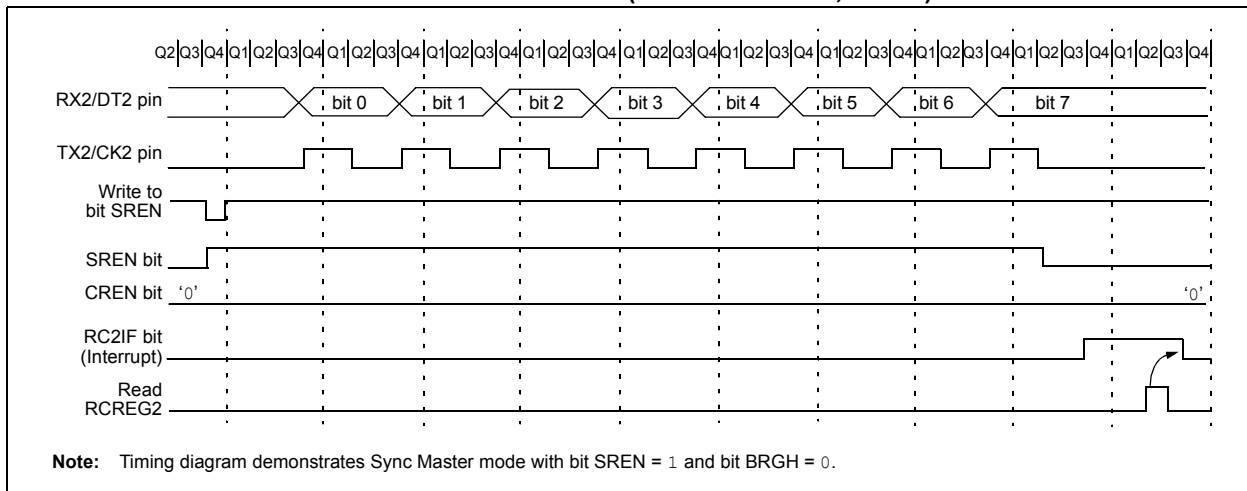 Q2 Q3 Q4 Q1 Q2 Q3 Q4 Q1 Q2 Q3 Q4 Q1 Q2 Q3 Q4 Q1 Q2 Q3 Q4 Q1 Q2 Q3 Q4 Q1 Q2 Q3 Q4 Q1 Q2 Q3 Q4 Q1 Q2 Q3 Q4 Q1 Q2 Q3 Q4 Q1 Q2 Q3 Q4
RX2/DT2 pin
bit 0 bit 1 bit 2 bit 3 bit 4 bit 5 bit 6 bit 7
TX2/CK2 pin
Write to
bit SREN
SREN bit
CREN bit ‘0’ ‘0’
RC2IF bit
(Interrupt)
Read
RCREG2
Note: Timing diagram demonstrates Sync Master mode with bit SREN = 1 and bit BRGH = 0.